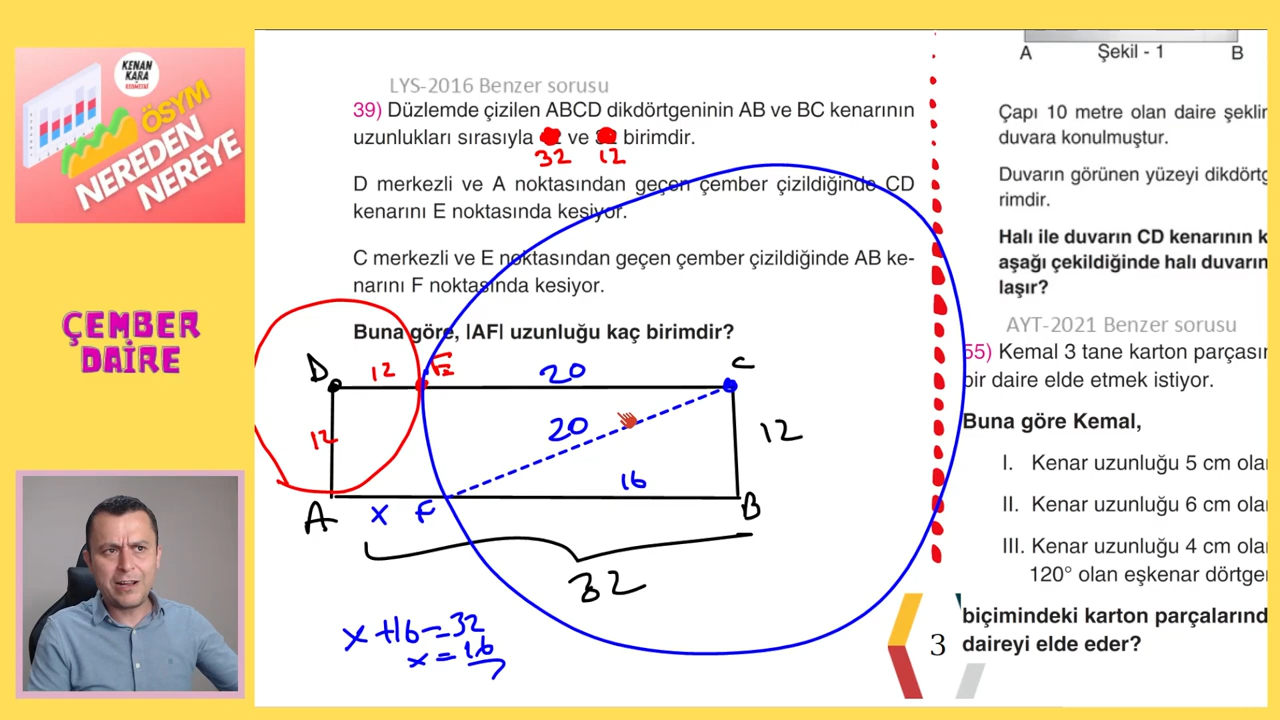 KENAN
KARA
ÖSYM
NEREDEN
NEREYE
ÇEMBER
DAİRE
LYS-2016 Benzer sorusu
39) Düzlemde çizilen ABCD dikdörtgeninin AB ve BC kenarının
uzunlukları sırasıyla ve birimdir.
32 12
D merkezli ve A noktasından geçen çember çizildiğinde CD
kenarını E noktasında kesiyor.
C merkezli ve E noktasından geçen çember çizildiğinde AB ke-
narını F noktasında kesiyor.
Buna göre, |AF| uzunluğu kaç birimdir?
D 12 E 20 C
12 20 12
16
A x F B
32
x+16=32
x=16
A Şekil - 1 B
Çapı 10 metre olan daire şeklin
duvara konulmuştur.
Duvarın görünen yüzeyi dikdörtg
rimdir.
Halı ile duvarın CD kenarının k
aşağı çekildiğinde halı duvarın
laşır?
AYT-2021 Benzer sorusu
55) Kemal 3 tane karton parçasın
bir daire elde etmek istiyor.
Buna göre Kemal,
I. Kenar uzunluğu 5 cm olan
II. Kenar uzunluğu 6 cm olan
III. Kenar uzunluğu 4 cm olan
120° olan eşkenar dörtgen
biçimindeki karton parçalarınd
daireyi elde eder?
3